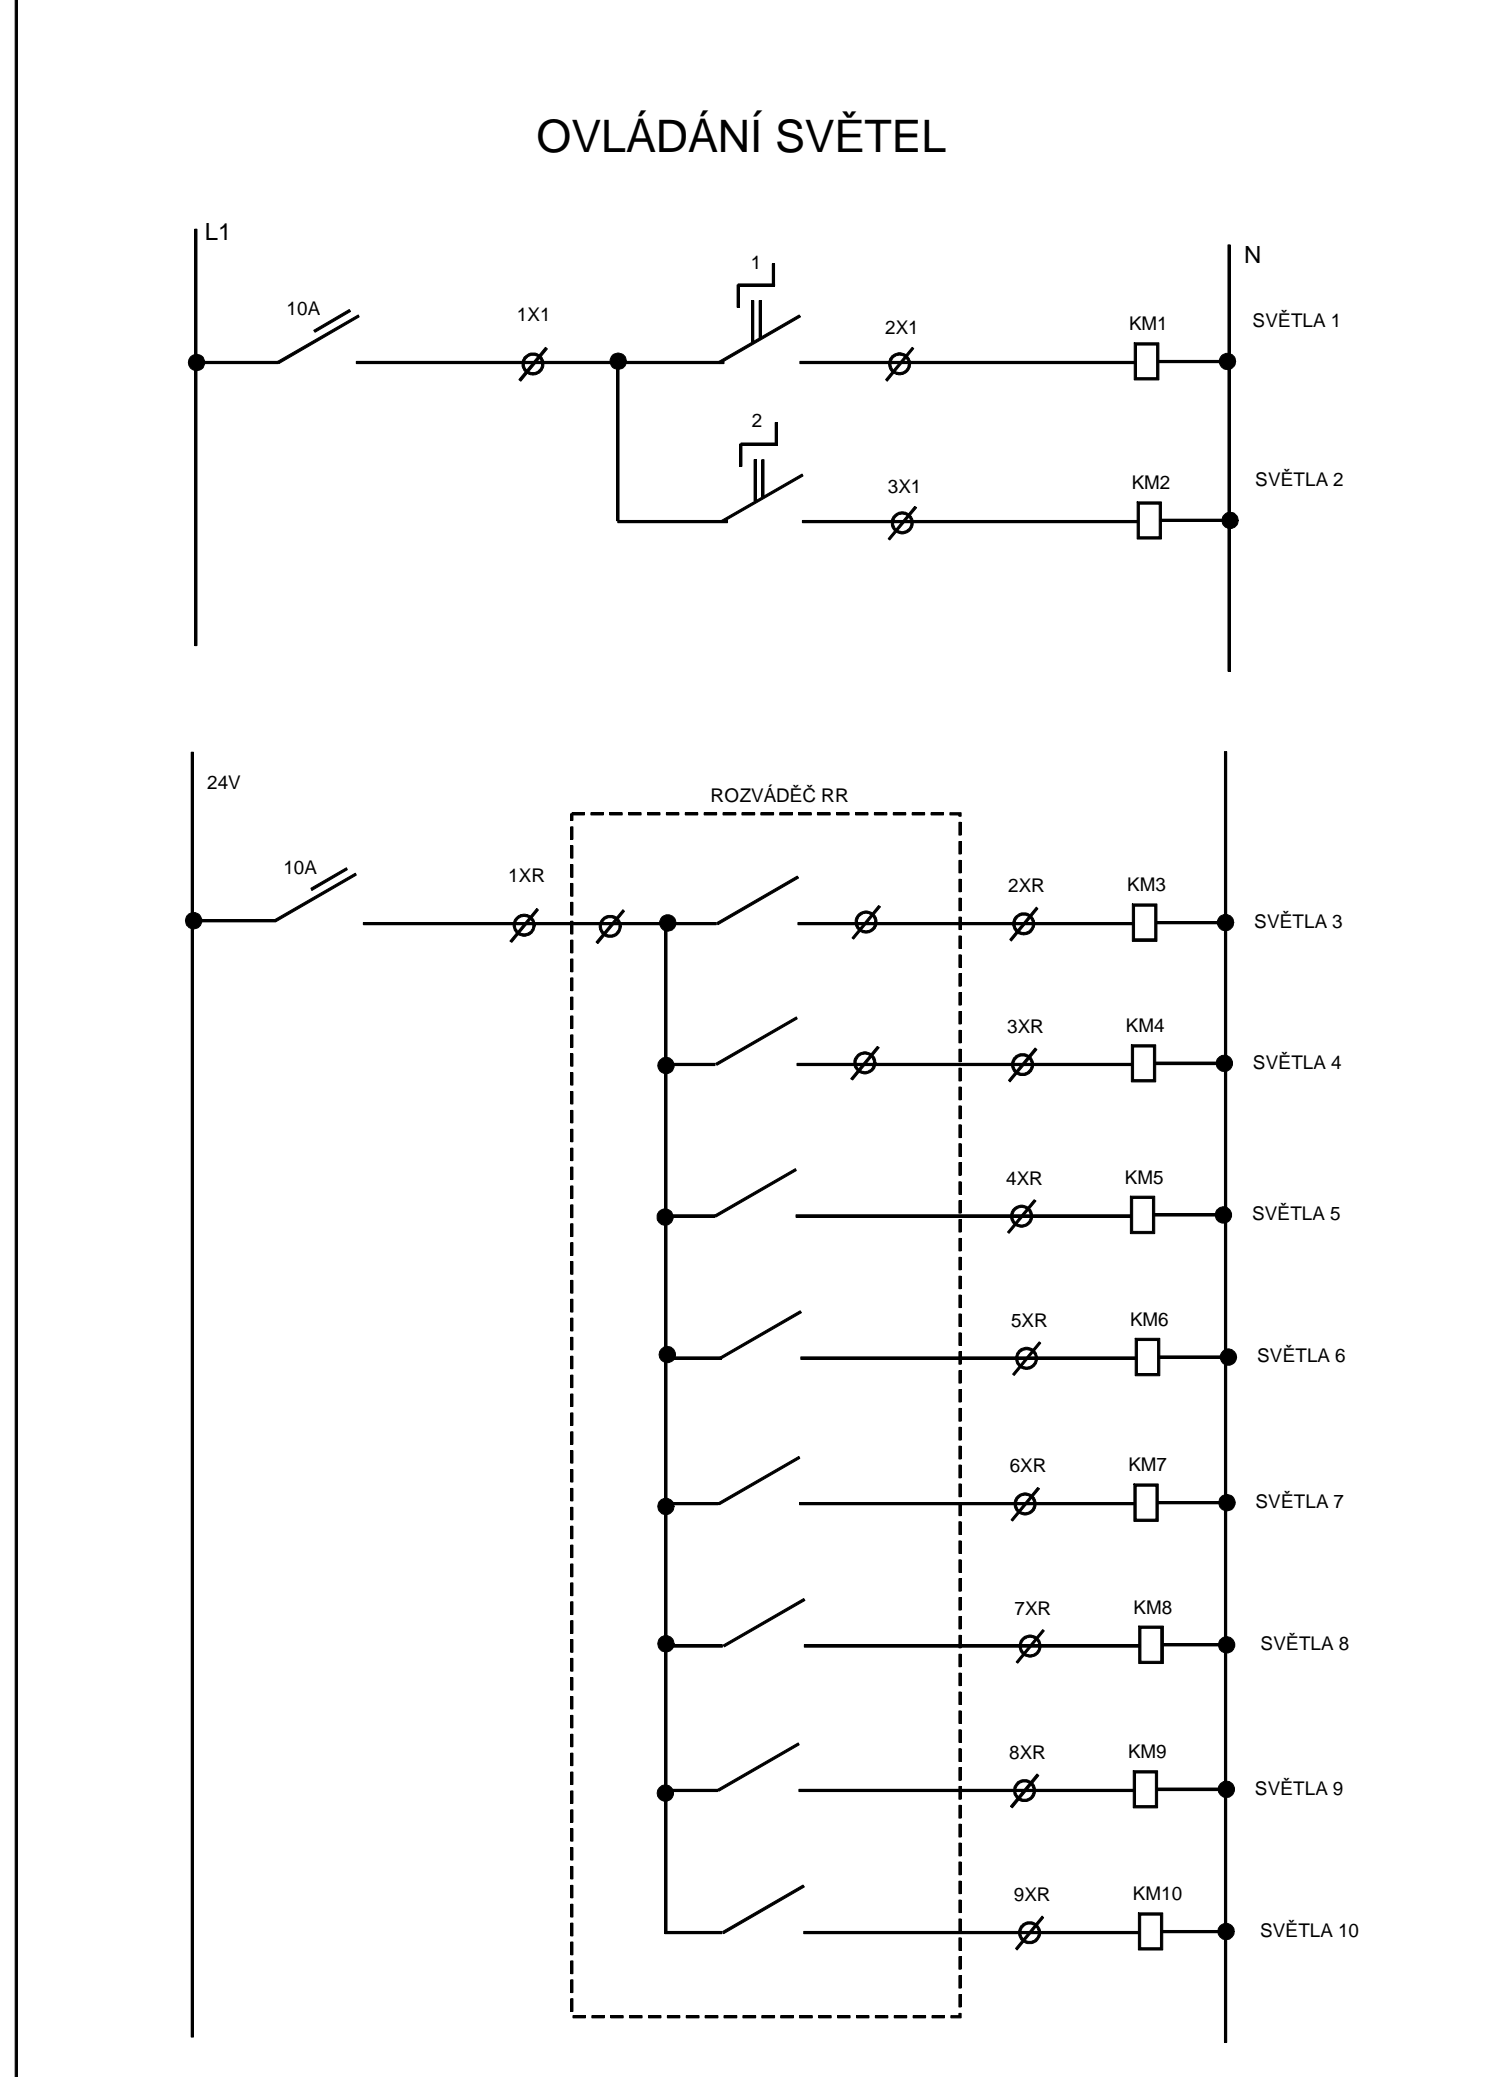 OVLÁDÁNÍ SVĚTEL
L1
N
1
10A
1X1
2X1
KM1
SVĚTLA 1
2
3X1
KM2
SVĚTLA 2
24V
ROZVÁDĚČ RR
10A
1XR
2XR
KM3
SVĚTLA 3
3XR
KM4
SVĚTLA 4
4XR
KM5
SVĚTLA 5
5XR
KM6
SVĚTLA 6
6XR
KM7
SVĚTLA 7
7XR
KM8
SVĚTLA 8
8XR
KM9
SVĚTLA 9
9XR
KM10
SVĚTLA 10